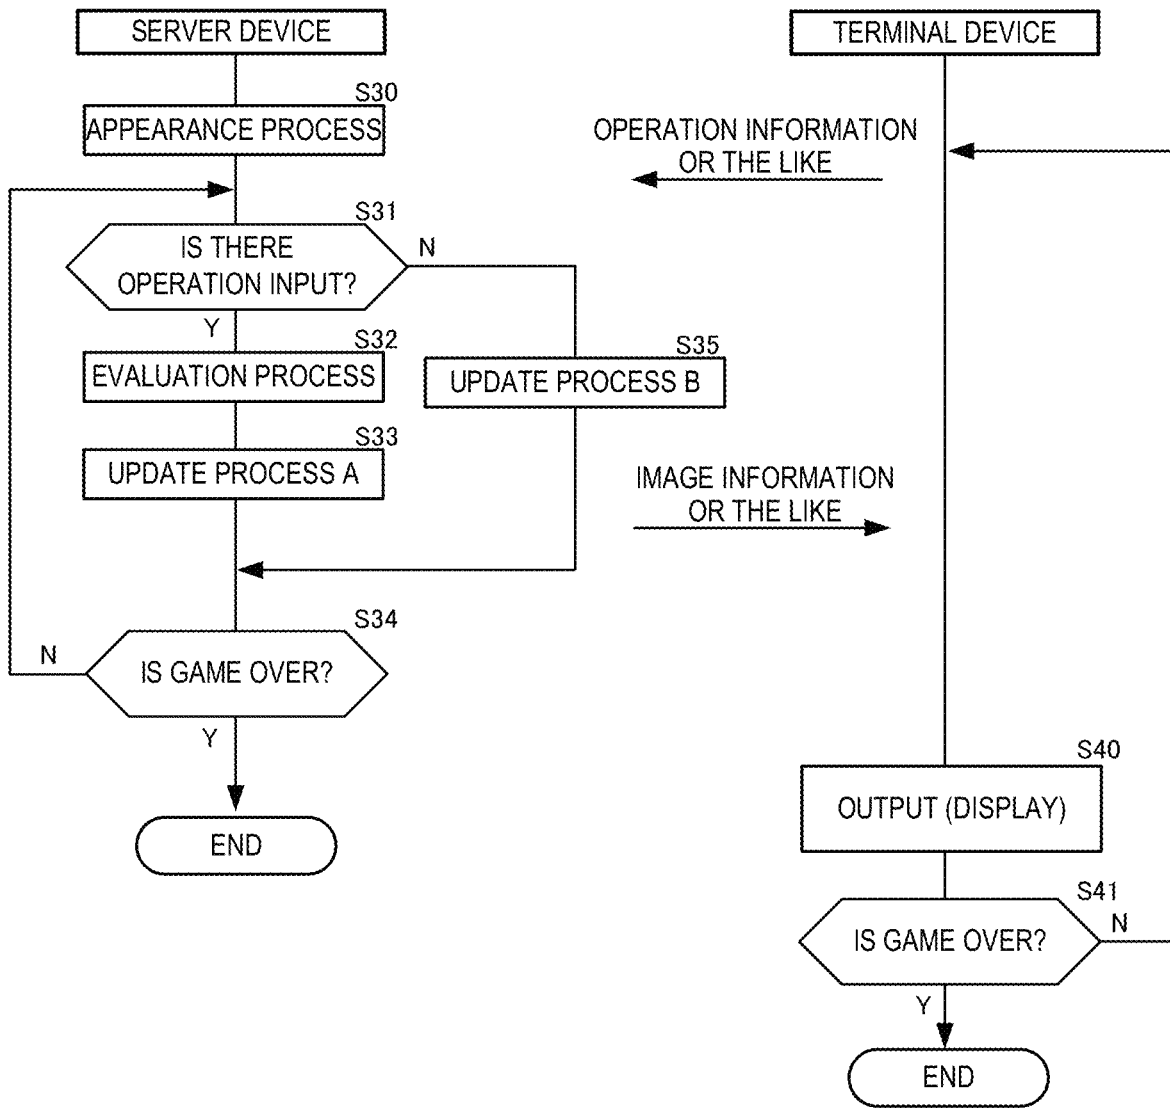 SERVER DEVICE
S30
APPEARANCE PROCESS
S31
IS THERE
OPERATION INPUT?
N
Y
S32
EVALUATION PROCESS
S35
UPDATE PROCESS B
S33
UPDATE PROCESS A
S34
IS GAME OVER?
N
Y
END
OPERATION INFORMATION
OR THE LIKE
IMAGE INFORMATION
OR THE LIKE
TERMINAL DEVICE
S40
OUTPUT (DISPLAY)
S41
IS GAME OVER?
N
Y
END